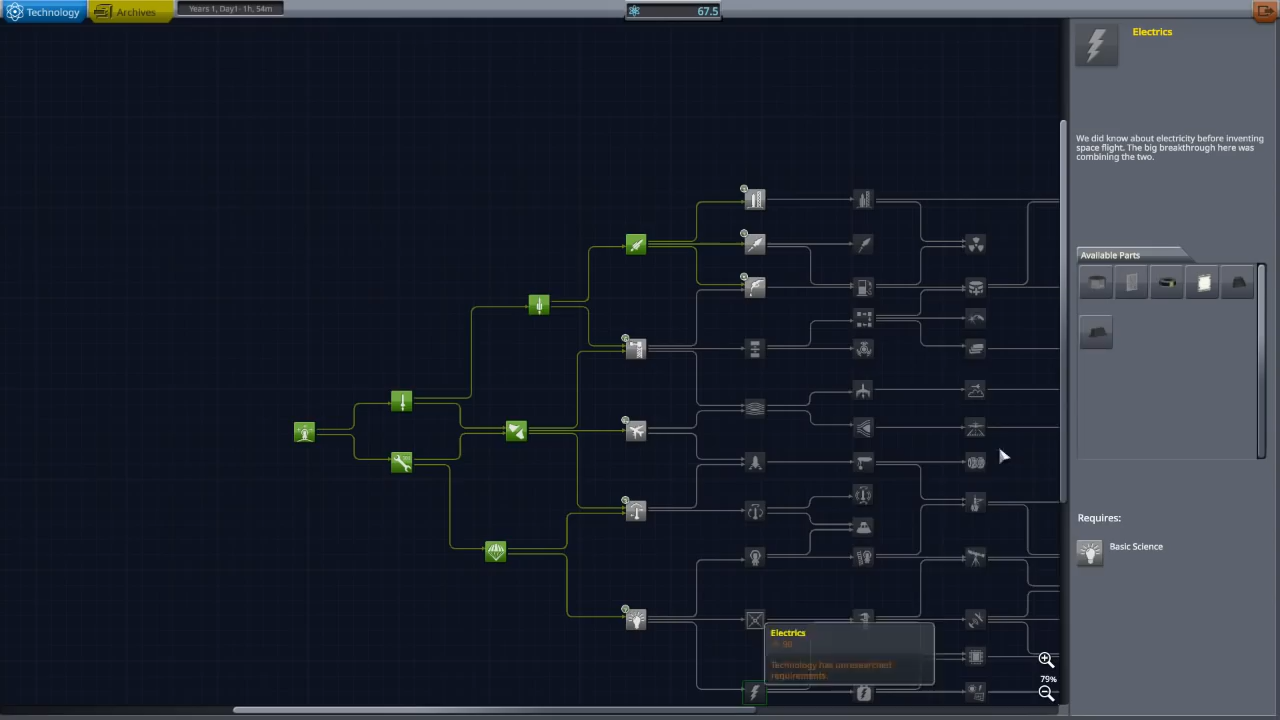 Technology
Archives
Years 1, Day1- 1h, 54m
67.5
Electrics
We did know about electricity before inventing
space flight. The big breakthrough here was
combining the two.
Available Parts
Requires:
Basic Science
Electrics
90
Technology has unresearched
requirements.
79%